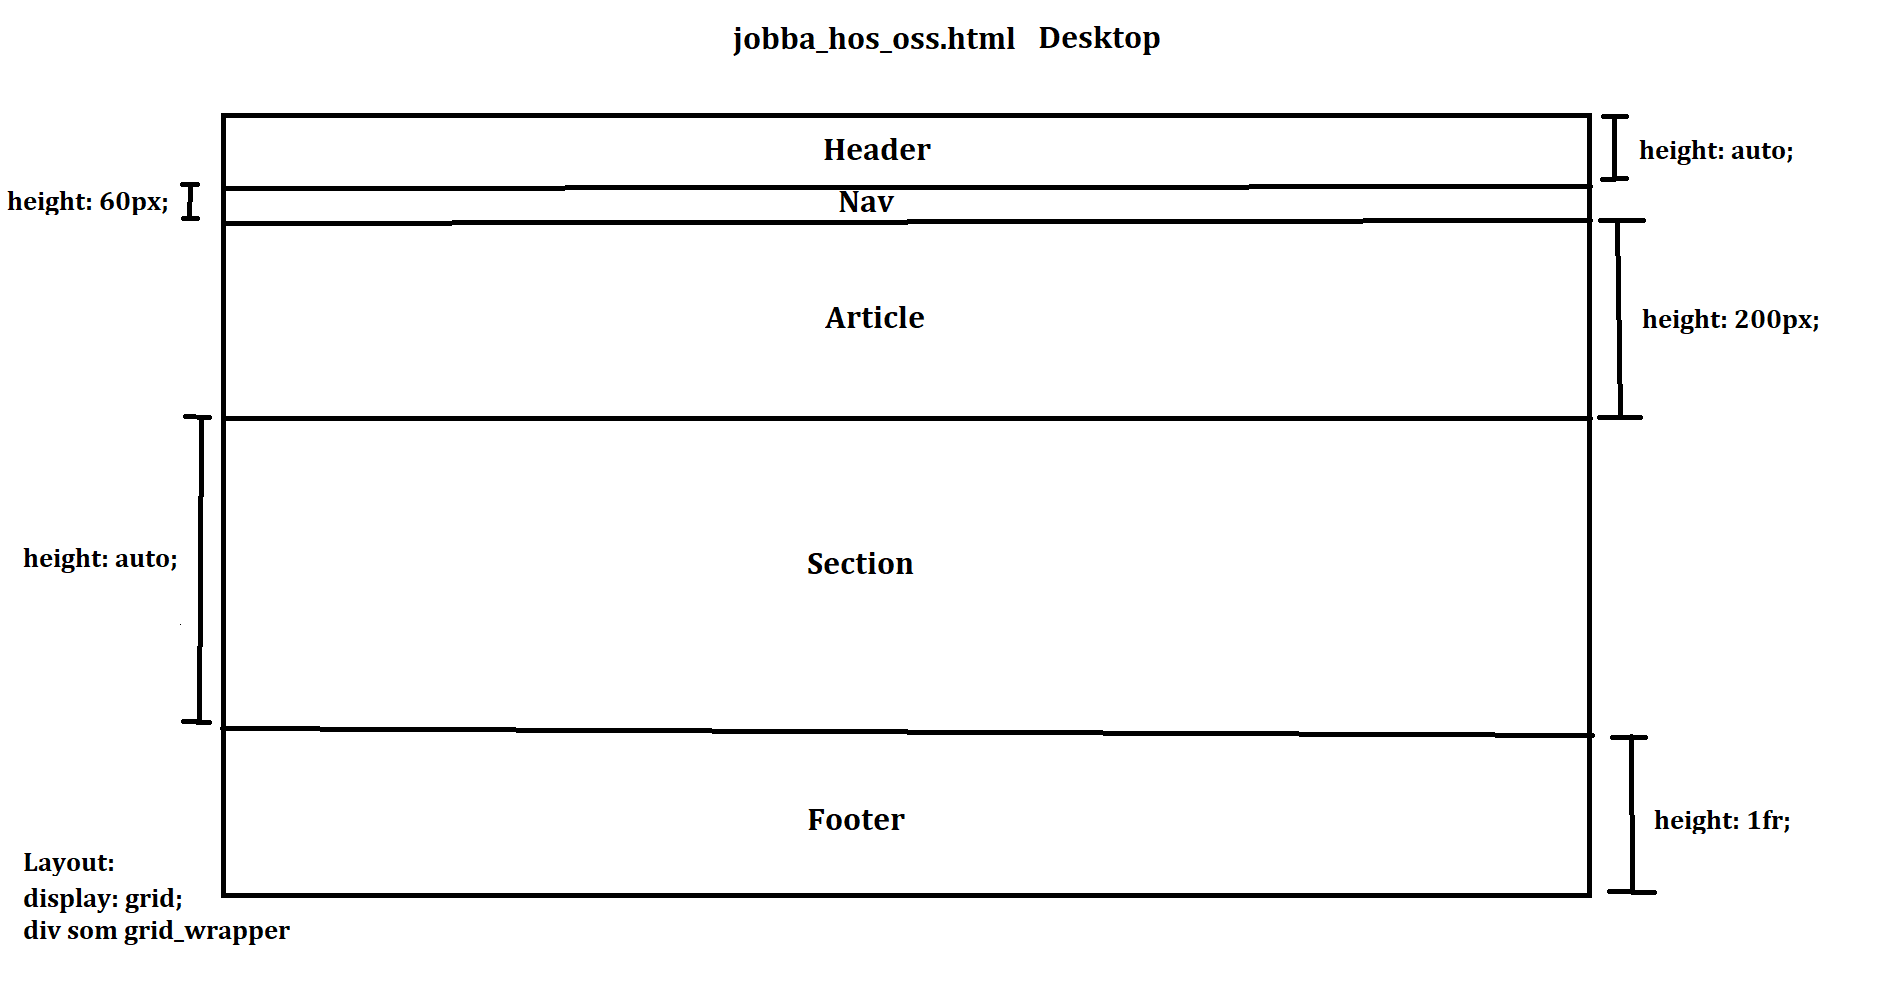 jobba_hos_oss.html Desktop
Header
height: auto;
height: 60px;
Nav
Article
height: 200px;
height: auto;
Section
Footer
height: 1fr;
Layout:
display: grid;
div som grid_wrapper